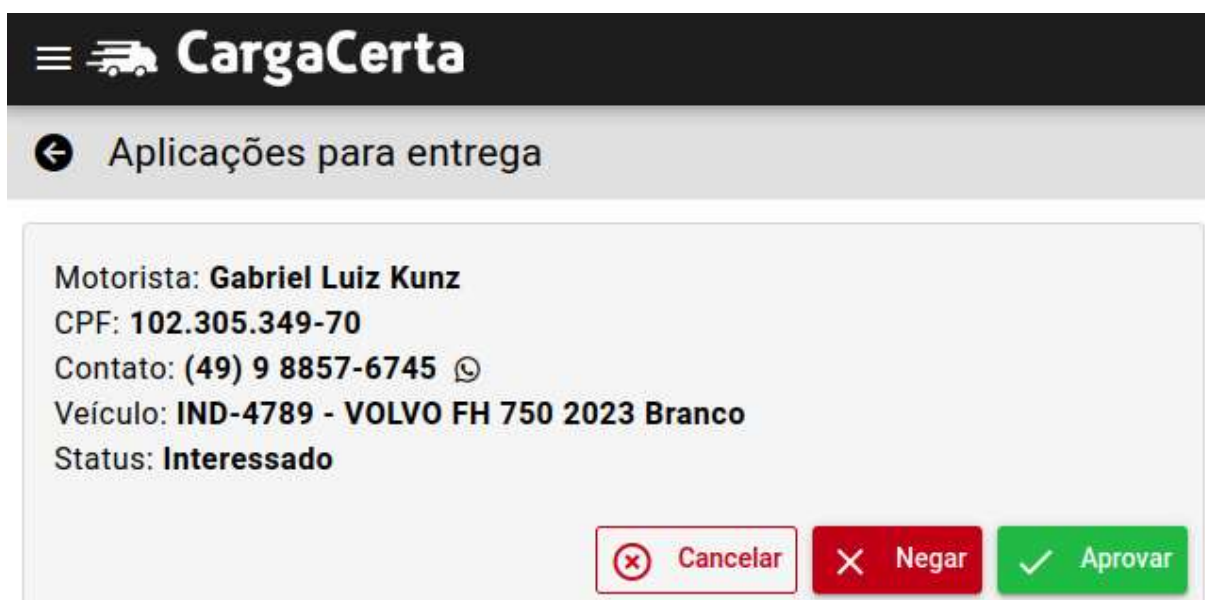 CargaCerta
Aplicações para entrega
Motorista: Gabriel Luiz Kunz
CPF: 102.305.349-70
Contato: (49) 9 8857-6745
Veículo: IND-4789 - VOLVO FH 750 2023 Branco
Status: Interessado
Cancelar Negar Aprovar